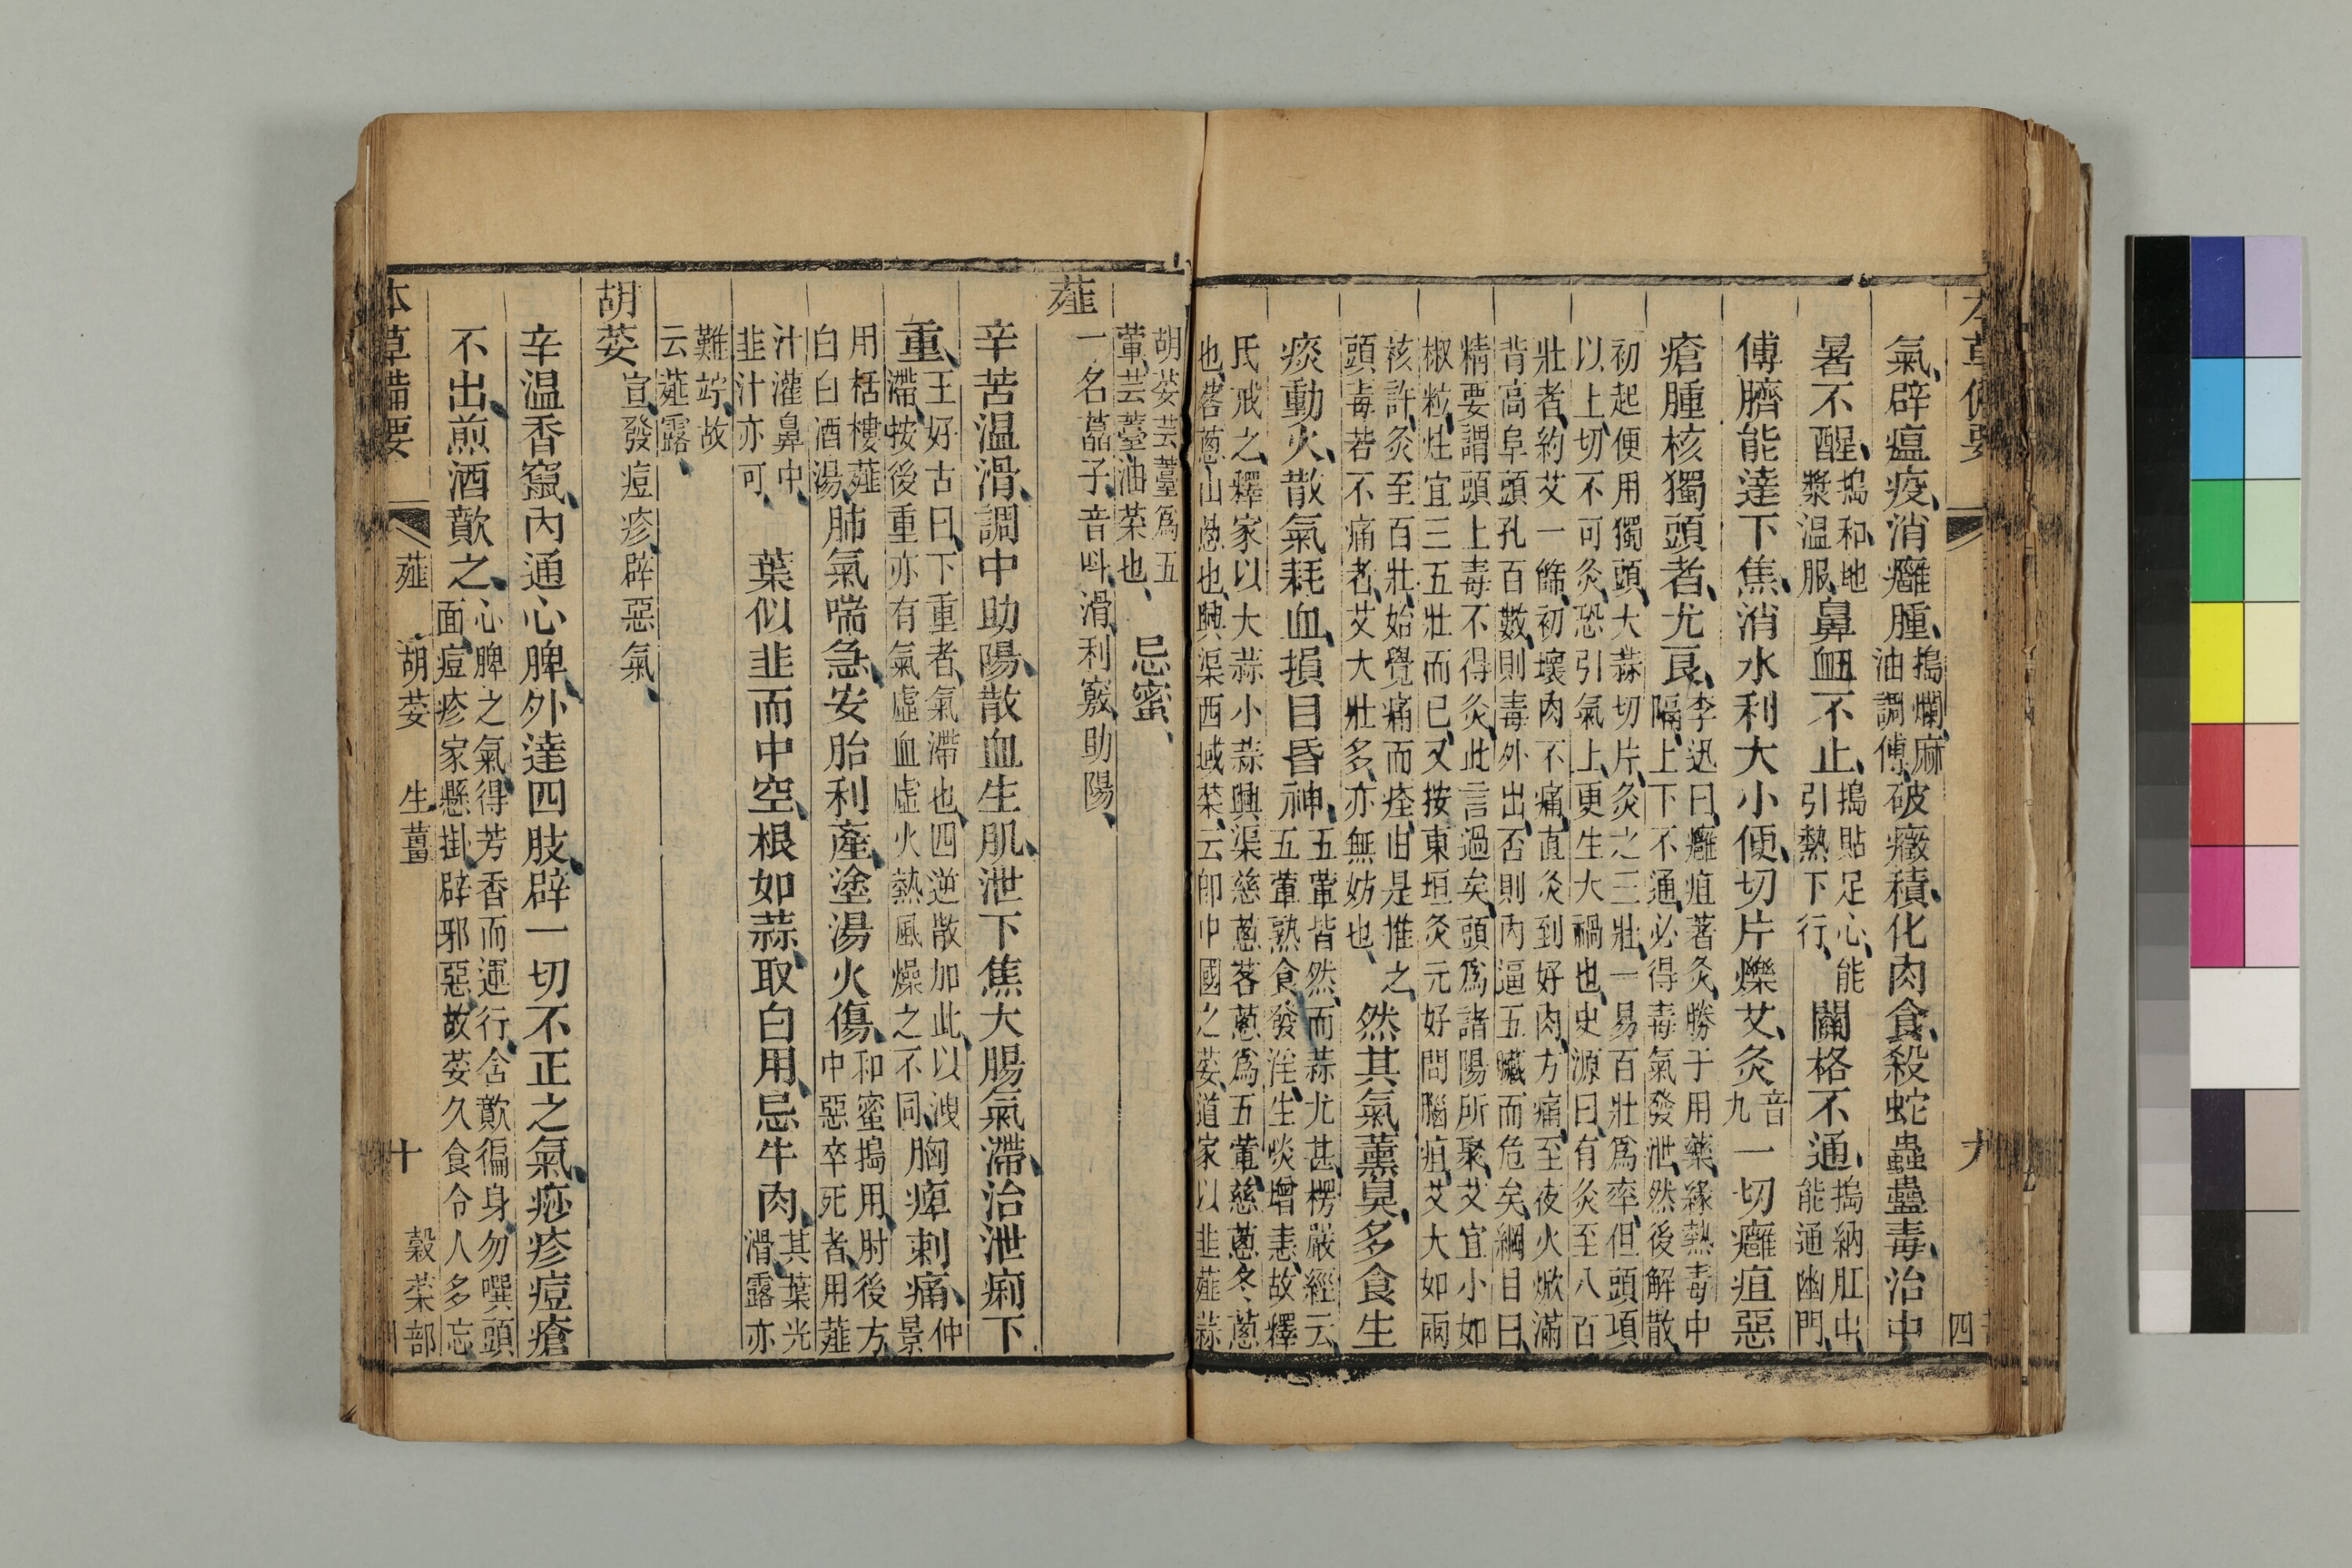 本草備要 九 四
氣、辟瘟疫、消癰腫、搗爛麻油調傅破癥積、化肉食、殺蛇蟲蠱毒、治中
暑不醒、搗和地漿溫服鼻衄不止、搗貼足心、能引熱下行、關格不通、搗納肛中能通幽門、
傅臍能達下焦、消水利大小便、切片爍艾、灸音九一切癰疽惡
瘡腫核獨頭者、尤良、李迅曰、癰疽著灸勝于用藥緣熱毒中隔、上下不通、必得毒氣發泄、然後解散、
初起便用獨頭大蒜切片灸之三壯、一易百壯爲率、但頭項
以上、切不可灸、恐引氣上、更生大禍也、史源曰、有灸至八百
壯者、約艾一篩、初壞肉不痛、直灸到好肉方痛、至夜火焮滿
背高阜頭孔百數、則毒外出、否則內逼五臟而危矣、綱目曰、
精要謂頭上毒不得灸、此言過矣、頭爲諸陽所聚、艾宜小如
椒粒、灶宜三五壯而已、又按東垣灸元好問腦疽、艾大如兩
核許、灸至百壯、始覺痛而痊、由是推之、
頭毒若不痛者、艾大壯多、亦無妨也、然其氣薰臭、多食生
痰動火、散氣耗血、損目昏神、五葷皆然、而蒜尤甚、楞嚴經云、五葷熟食發淫、生啖增恚、故釋
氏戒之、釋家以大蒜小蒜興渠慈蔥茖蔥爲五葷、慈蔥冬蔥
也、茖蔥山蔥也、興渠西域菜、云卽中國之荽、道家以韭薤蒜
胡荽芸薹爲五
葷、芸薹油菜也、忌蜜、
薤
一名藠子、音叫、滑利竅、助陽、
辛苦溫滑、調中助陽、散血生肌、泄下焦大腸氣滯、治泄痢下
重、王好古曰、下重者、氣滯也、四逆散加此、以洩滯、按後重亦有氣虛血虛火熱風燥之不同、胸痺刺痛、仲景
用栝樓薤白白酒湯、肺氣喘急、安胎利產、塗湯火傷、和蜜搗用、肘後方中惡卒死者、用薤
汁灌鼻中、韭汁亦可 葉似韭而中空、根如蒜、取白用、忌牛肉、其葉光滑露亦
難竚故
云薤露、
胡荽 宣、發痘疹、辟惡氣、
辛溫香竄、內通心脾、外達四肢、辟一切不正之氣、痧疹痘瘡
不出、煎酒歕之、心脾之氣、得芳香而運行、含歕徧身、勿噀頭面、痘疹家懸掛、辟邪惡、故荽久食令人多忘
本草備要 薤 胡荽 生薑 十 穀菜部